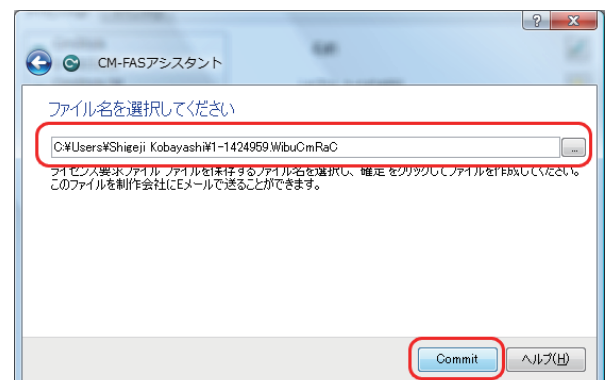 CM-FASアシスタント
ファイル名を選択してください
C:¥Users¥Shigeji Kobayashi¥1-1424959.WibuCmRaC
...
ライセンス要求ファイル ファイルを保存するファイル名を選択し、確定 をクリックしてファイルを作成してください。
このファイルを制作会社にEメールで送ることができます。
Commit
ヘルプ(H)